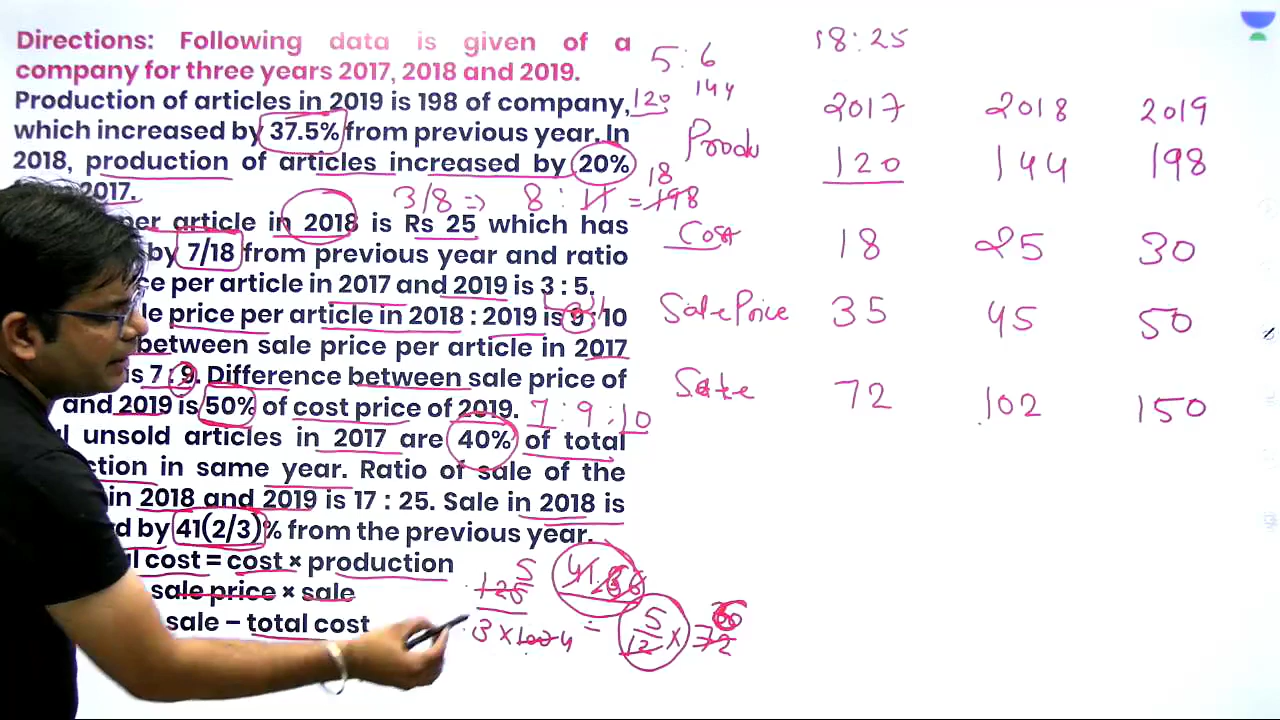 Directions: Following data is given of a
company for three years 2017, 2018 and 2019.
Production of articles in 2019 is 198 of company,
which increased by 37.5% from previous year. In
2018, production of articles increased by 20%
2017.
per article in 2018 is Rs 25 which has
by 7/18 from previous year and ratio
ce per article in 2017 and 2019 is 3 : 5.
le price per article in 2018 : 2019 is 9 : 10
between sale price per article in 2017
is 7 : 9. Difference between sale price of
and 2019 is 50% of cost price of 2019.
l unsold articles in 2017 are 40% of total
ction in same year. Ratio of sale of the
in 2018 and 2019 is 17 : 25. Sale in 2018 is
d by 41(2/3)% from the previous year.
l cost = cost × production
sale price × sale
sale – total cost
5 : 6
144
120
18
3/8 => 8 : 11 = 198
7 : 9 : 10
125 5
3 × 100 4 = 5/12 × 72
18 : 25
2017 2018 2019
Produ 120 144 198
Cost 18 25 30
Sale Price 35 45 50
Sale 72 102 150